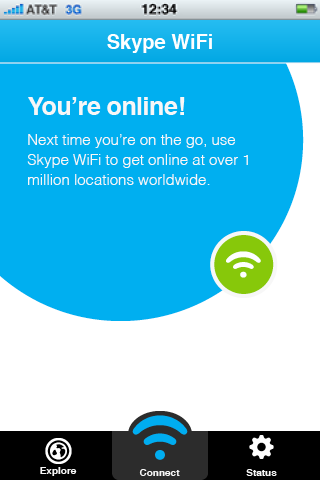 AT&T 3G 12:34
Skype WiFi
You're online!
Next time you're on the go, use
Skype WiFi to get online at over 1
million locations worldwide.
Explore Connect Status